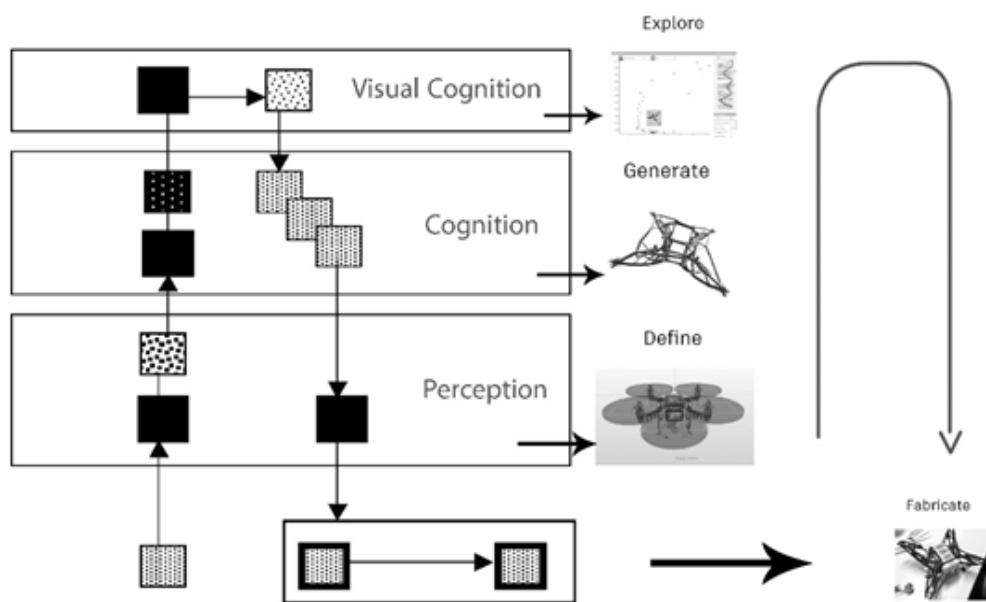 Explore
Visual Cognition
Generate
Cognition
Define
Perception
Fabricate